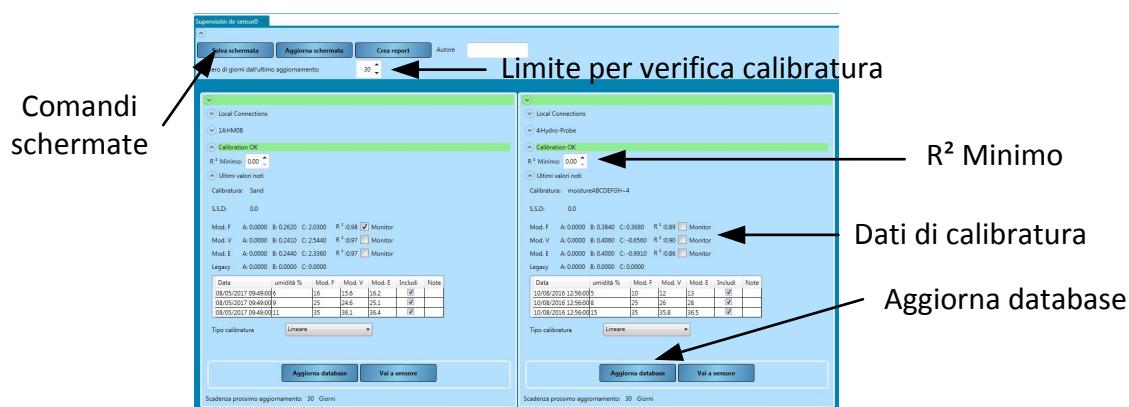 Supervisión de sensor0
Salva schermata Aggiorna schermata Crea report Autore
ero di giorni dall'ultimo aggiornamento: 30
Limite per verifica calibratura
Comandi
schermate
Local Connections
14:HM08
Calibration OK
R² Minimo: 0.00
Ultimi valori noti
Calibratura: Sand
S.S.D: 0.0
Mod. F A: 0.0000 B: 0.2620 C: 2.0300 R² :0.98 Monitor
Mod. V A: 0.0000 B: 0.2410 C: 2.5440 R² :0.97 Monitor
Mod. E A: 0.0000 B: 0.2440 C: 2.3360 R² :0.97 Monitor
Legacy A: 0.0000 B: 0.0000 C: 0.0000
Data umidità % Mod. F Mod. V Mod. E Includi Note
08/05/2017 09:49:00 6 16 15.6 16.2
08/05/2017 09:49:00 9 25 24.6 25.1
08/05/2017 09:49:00 11 35 36.1 36.4
Tipo calibratura Lineare
Aggiorna database Vai a sensore
Scadenza prossimo aggiornamento: 30 Giorni
Local Connections
4:Hydro-Probe
Calibration OK
R² Minimo: 0.00
Ultimi valori noti
Calibratura: moistureABCDEFGH~4
S.S.D: 0.0
Mod. F A: 0.0000 B: 0.3840 C: 0.3680 R² :0.89 Monitor
Mod. V A: 0.0000 B: 0.4060 C: -0.6560 R² :0.90 Monitor
Mod. E A: 0.0000 B: 0.4000 C: -0.9910 R² :0.86 Monitor
Legacy A: 0.0000 B: 0.0000 C: 0.0000
Data umidità % Mod. F Mod. V Mod. E Includi Note
10/08/2016 12:56:00 5 10 12 13
10/08/2016 12:56:00 8 25 26 28
10/08/2016 12:56:00 15 35 35.8 36.5
Tipo calibratura Lineare
Aggiorna database Vai a sensore
Scadenza prossimo aggiornamento: 30 Giorni
R² Minimo
Dati di calibratura
Aggiorna database